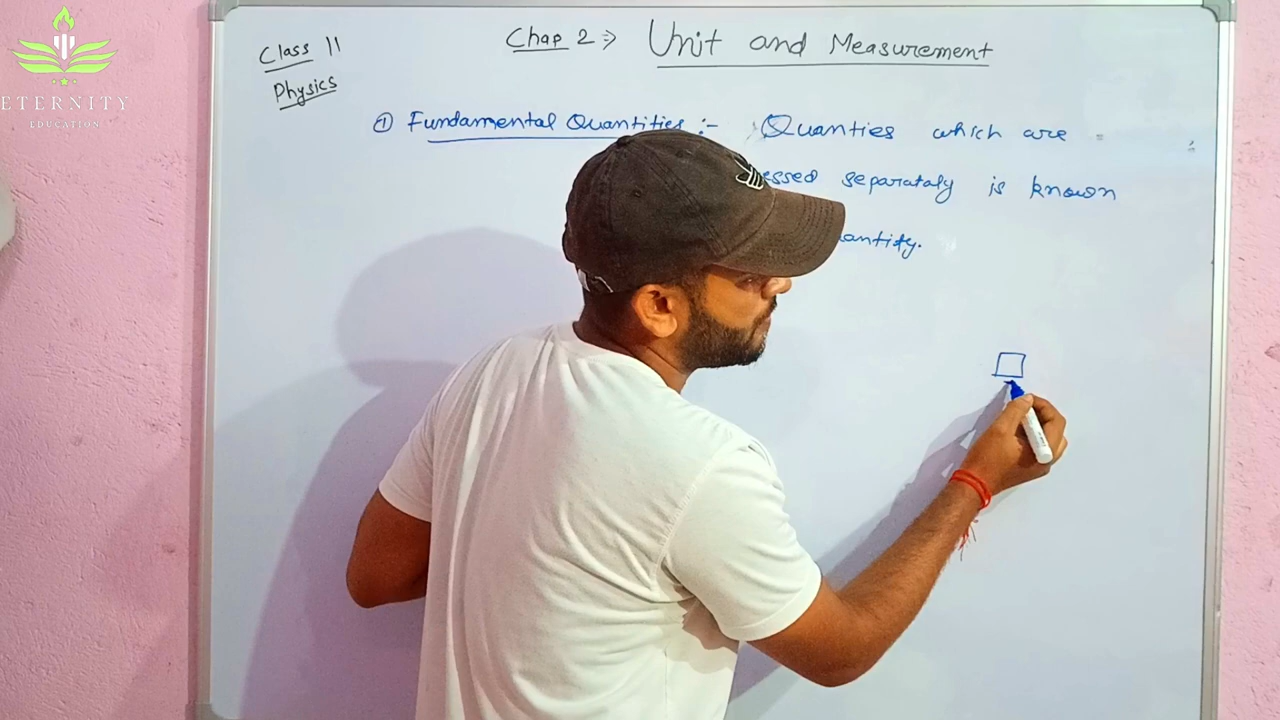 ETERNITY
EDUCATION
Class 11
Physics
Chap 2 => Unit and Measurement
① Fundamental Quantities :- Quanties which are
essed separataly is known
antity.